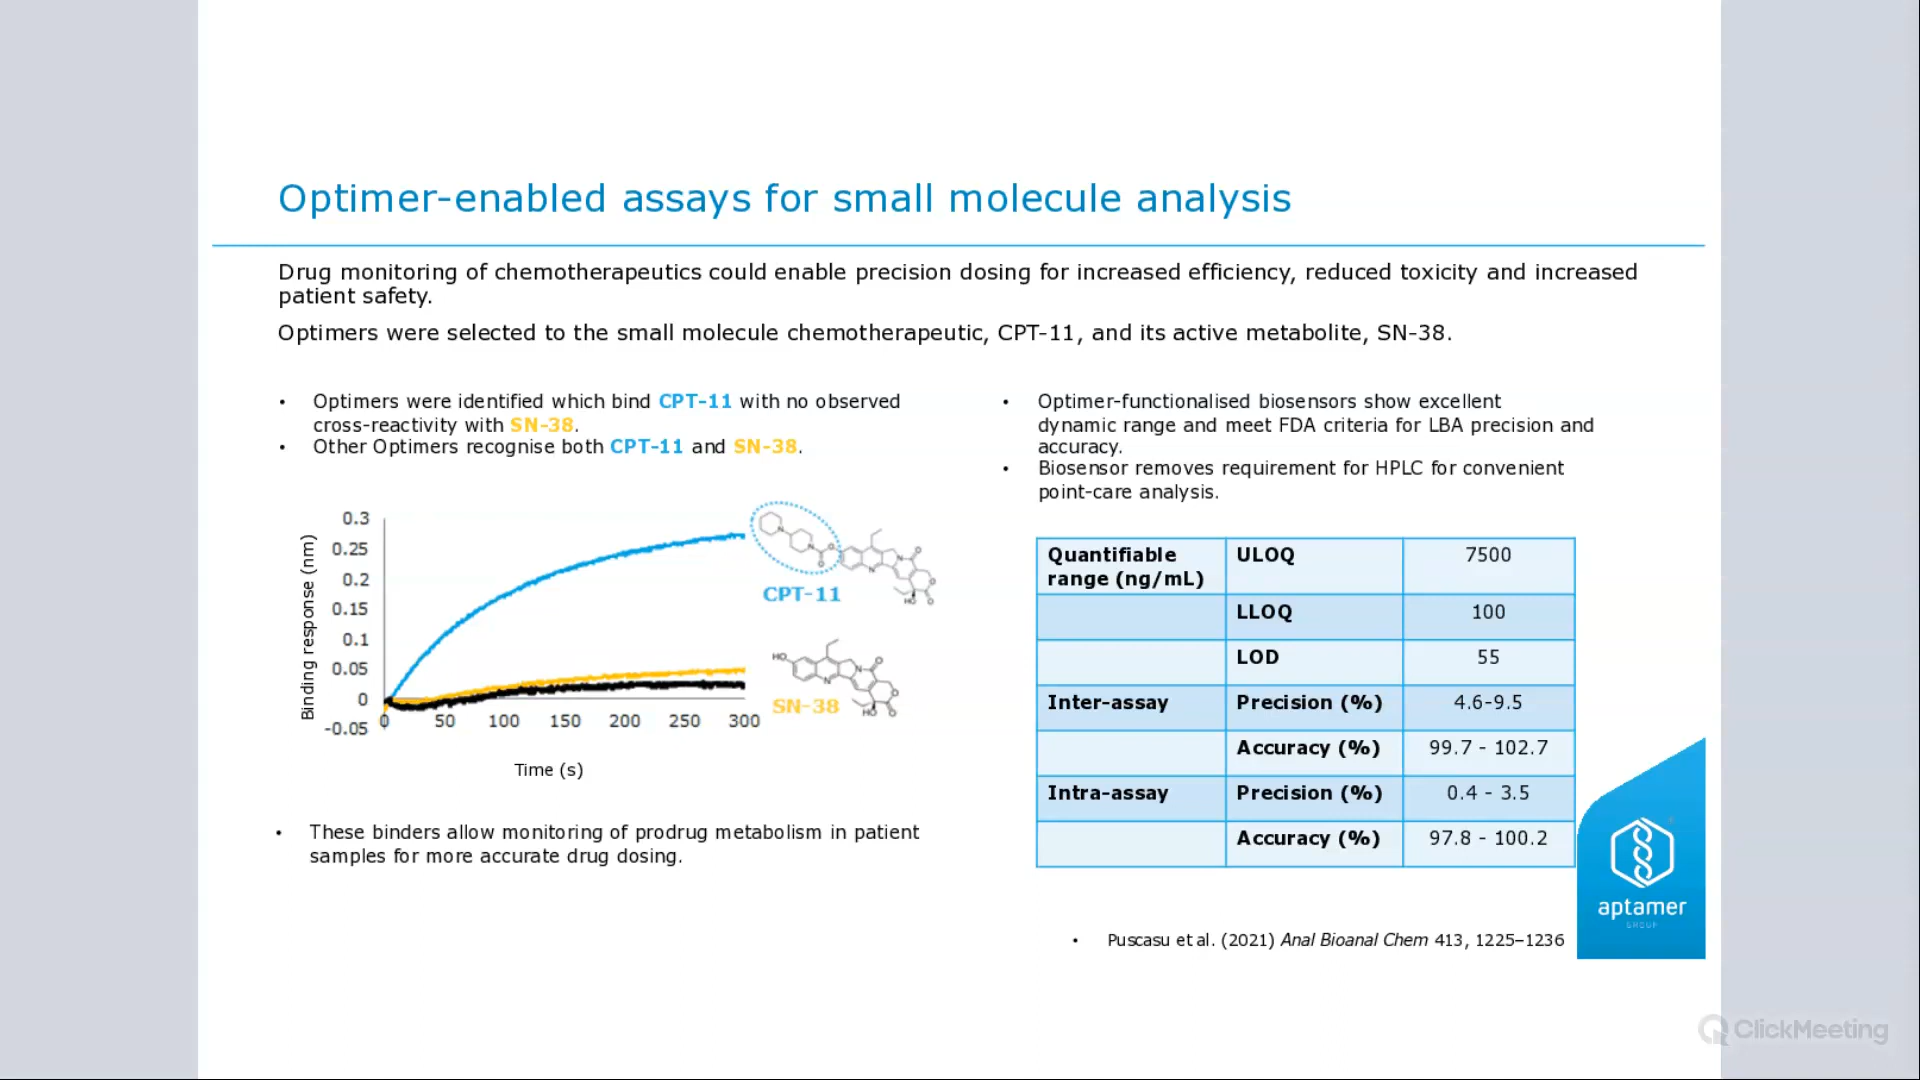 Optimer-enabled assays for small molecule analysis
Drug monitoring of chemotherapeutics could enable precision dosing for increased efficiency, reduced toxicity and increased
patient safety.
Optimers were selected to the small molecule chemotherapeutic, CPT-11, and its active metabolite, SN-38.
• Optimers were identified which bind CPT-11 with no observed
cross-reactivity with SN-38.
• Other Optimers recognise both CPT-11 and SN-38.
Binding response (nm)
0.3
0.25
0.2
0.15
0.1
0.05
0
-0.05
0 50 100 150 200 250 300
Time (s)
CPT-11
N
N
O
O
N
N
O
O
O
HO
SN-38
HO
N
N
O
O
O
HO
• These binders allow monitoring of prodrug metabolism in patient
samples for more accurate drug dosing.
• Optimer-functionalised biosensors show excellent
dynamic range and meet FDA criteria for LBA precision and
accuracy.
• Biosensor removes requirement for HPLC for convenient
point-care analysis.
Quantifiable ULOQ 7500
range (ng/mL)
LLOQ 100
LOD 55
Inter-assay Precision (%) 4.6-9.5
Accuracy (%) 99.7 - 102.7
Intra-assay Precision (%) 0.4 - 3.5
Accuracy (%) 97.8 - 100.2
• Puscasu et al. (2021) Anal Bioanal Chem 413, 1225–1236
aptamer
GROUP
ClickMeeting